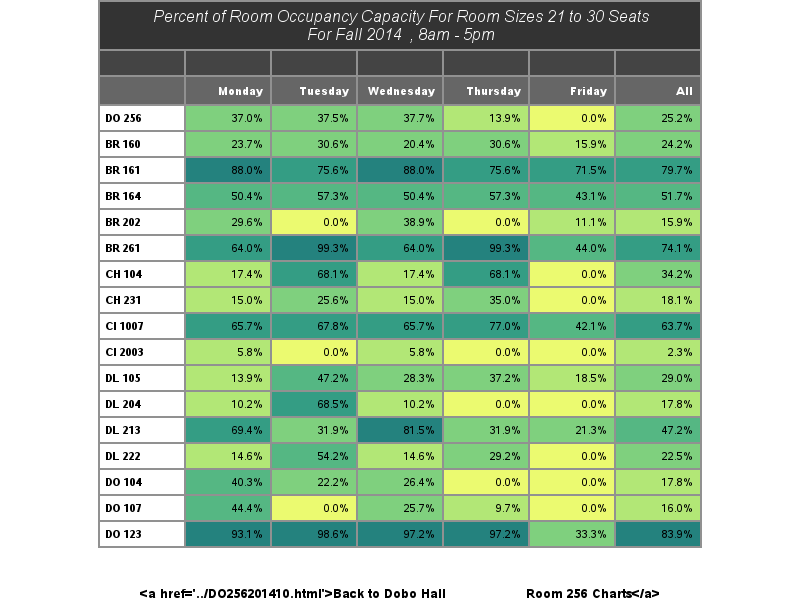 Percent of Room Occupancy Capacity For Room Sizes 21 to 30 Seats
For Fall 2014 , 8am - 5pm
Monday Tuesday Wednesday Thursday Friday All
DO 256 37.0% 37.5% 37.7% 13.9% 0.0% 25.2%
BR 160 23.7% 30.6% 20.4% 30.6% 15.9% 24.2%
BR 161 88.0% 75.6% 88.0% 75.6% 71.5% 79.7%
BR 164 50.4% 57.3% 50.4% 57.3% 43.1% 51.7%
BR 202 29.6% 0.0% 38.9% 0.0% 11.1% 15.9%
BR 261 64.0% 99.3% 64.0% 99.3% 44.0% 74.1%
CH 104 17.4% 68.1% 17.4% 68.1% 0.0% 34.2%
CH 231 15.0% 25.6% 15.0% 35.0% 0.0% 18.1%
CI 1007 65.7% 67.8% 65.7% 77.0% 42.1% 63.7%
CI 2003 5.8% 0.0% 5.8% 0.0% 0.0% 2.3%
DL 105 13.9% 47.2% 28.3% 37.2% 18.5% 29.0%
DL 204 10.2% 68.5% 10.2% 0.0% 0.0% 17.8%
DL 213 69.4% 31.9% 81.5% 31.9% 21.3% 47.2%
DL 222 14.6% 54.2% 14.6% 29.2% 0.0% 22.5%
DO 104 40.3% 22.2% 26.4% 0.0% 0.0% 17.8%
DO 107 44.4% 0.0% 25.7% 9.7% 0.0% 16.0%
DO 123 93.1% 98.6% 97.2% 97.2% 33.3% 83.9%
<a href='../DO256201410.html'>Back to Dobo Hall Room 256 Charts</a>